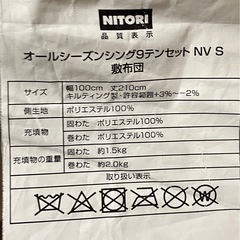 NITORI
品質表示
オールシーズンシング9テンセット NV S
敷布団
サイズ 幅100cm 丈210cm
キルティング製・許容範囲+3%~-2%
側生地 ポリエステル100%
充填物 固わた ポリエステル100%
巻わた ポリエステル100%
充填物の重量 固わた 約1.5kg
巻わた 約2.0kg
取り扱い表示